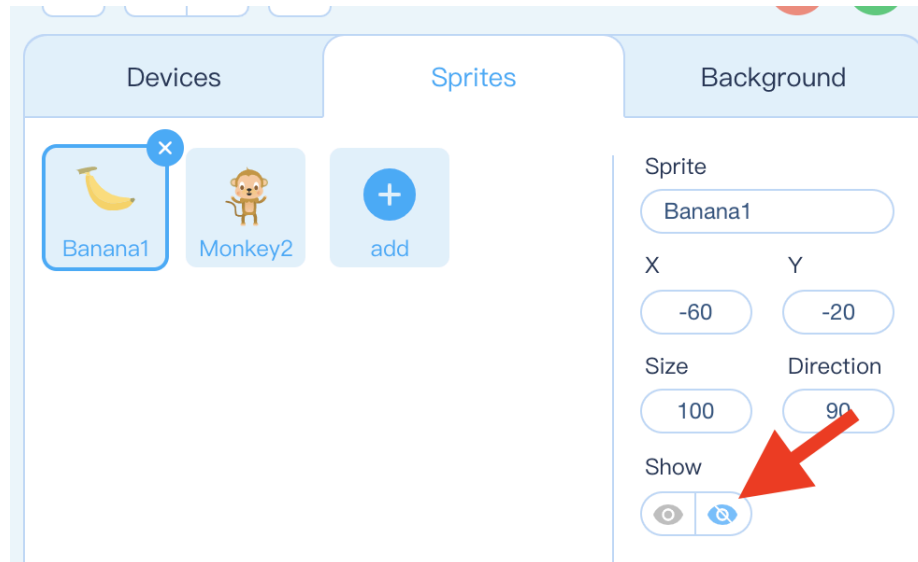 Devices
Sprites
Background
Banana1
Monkey2
add
Sprite
Banana1
X
Y
-60
-20
Size
Direction
100
90
Show